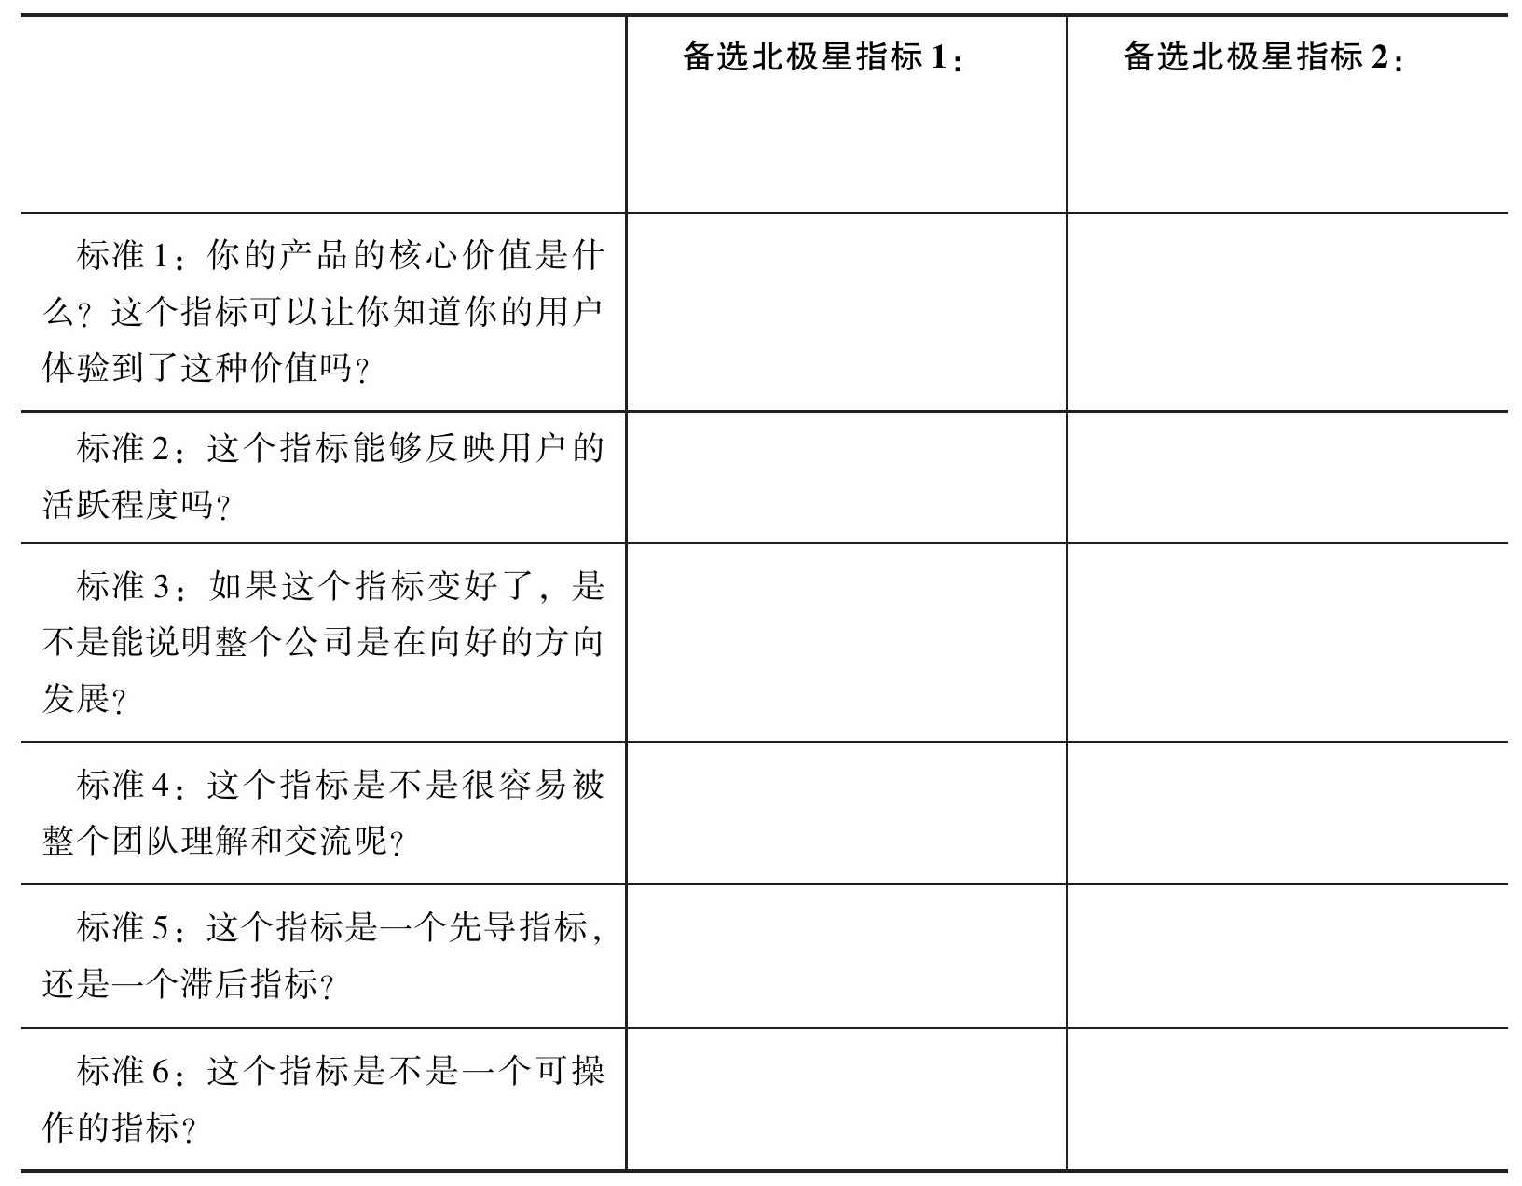 备选北极星指标1：
备选北极星指标2：
标准1：你的产品的核心价值是什
么？这个指标可以让你知道你的用户
体验到了这种价值吗？
标准2：这个指标能够反映用户的
活跃程度吗？
标准3：如果这个指标变好了，是
不是能说明整个公司是在向好的方向
发展？
标准4：这个指标是不是很容易被
整个团队理解和交流呢？
标准5：这个指标是一个先导指标，
还是一个滞后指标？
标准6：这个指标是不是一个可操
作的指标？